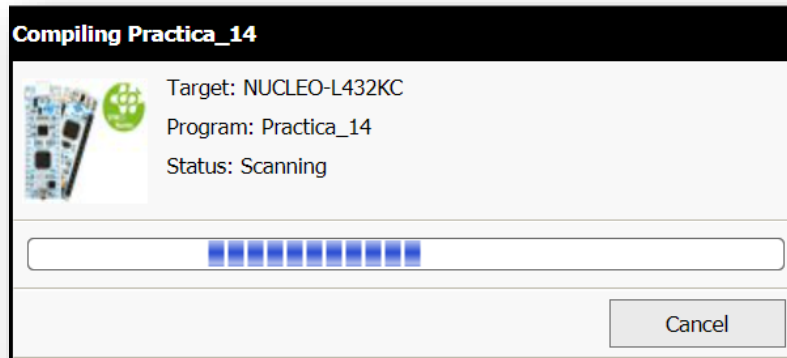 Compiling Practica_14
Target: NUCLEO-L432KC
Program: Practica_14
Status: Scanning
Cancel